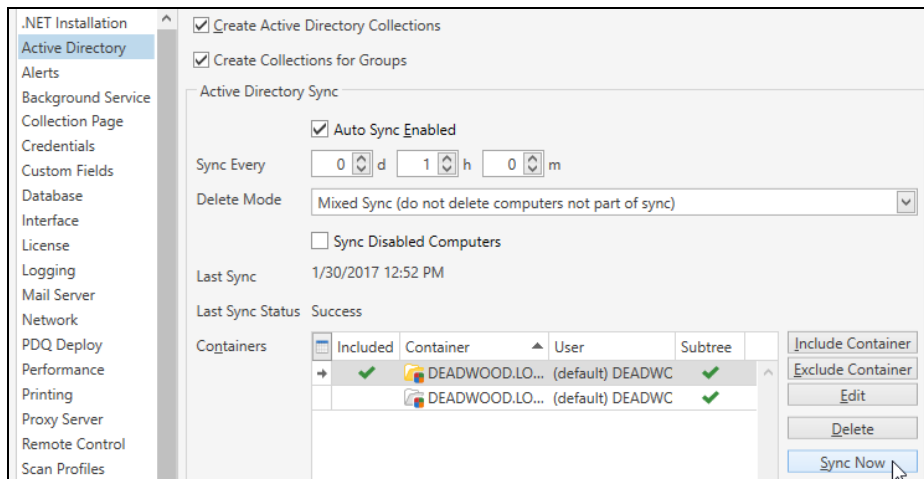 .NET Installation
Active Directory
Alerts
Background Service
Collection Page
Credentials
Custom Fields
Database
Interface
License
Logging
Mail Server
Network
PDQ Deploy
Performance
Printing
Proxy Server
Remote Control
Scan Profiles
Create Active Directory Collections
Create Collections for Groups
Active Directory Sync
Auto Sync Enabled
Sync Every 0 d 1 h 0 m
Delete Mode Mixed Sync (do not delete computers not part of sync)
Sync Disabled Computers
Last Sync 1/30/2017 12:52 PM
Last Sync Status Success
Containers Included Container User Subtree
DEADWOOD.LO... (default) DEADWC
DEADWOOD.LO... (default) DEADWC
Include Container
Exclude Container
Edit
Delete
Sync Now